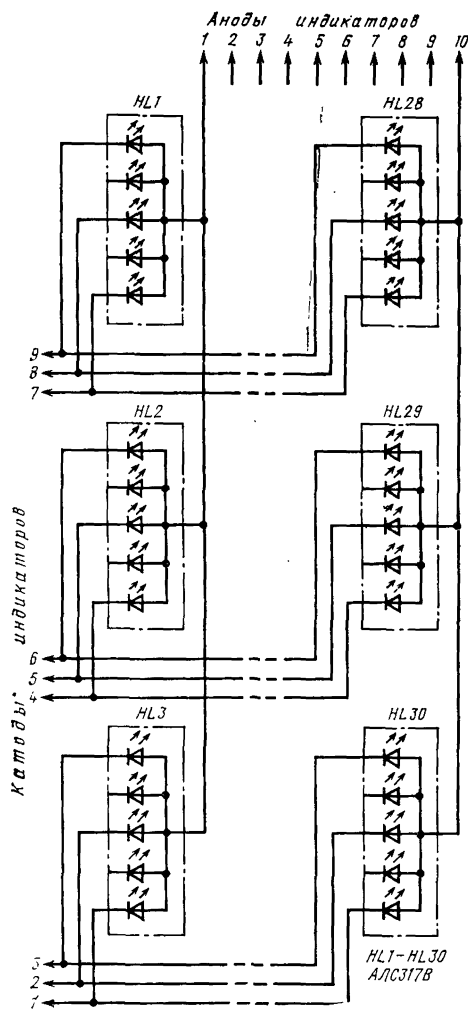 Аноды индикаторов
1 2 3 4 5 6 7 8 9 10
HL1
HL28
9
8
7
HL2
HL29
Катоды индикаторов
6
5
4
HL3
HL30
3
2
1
HL1-HL30
АЛС317В